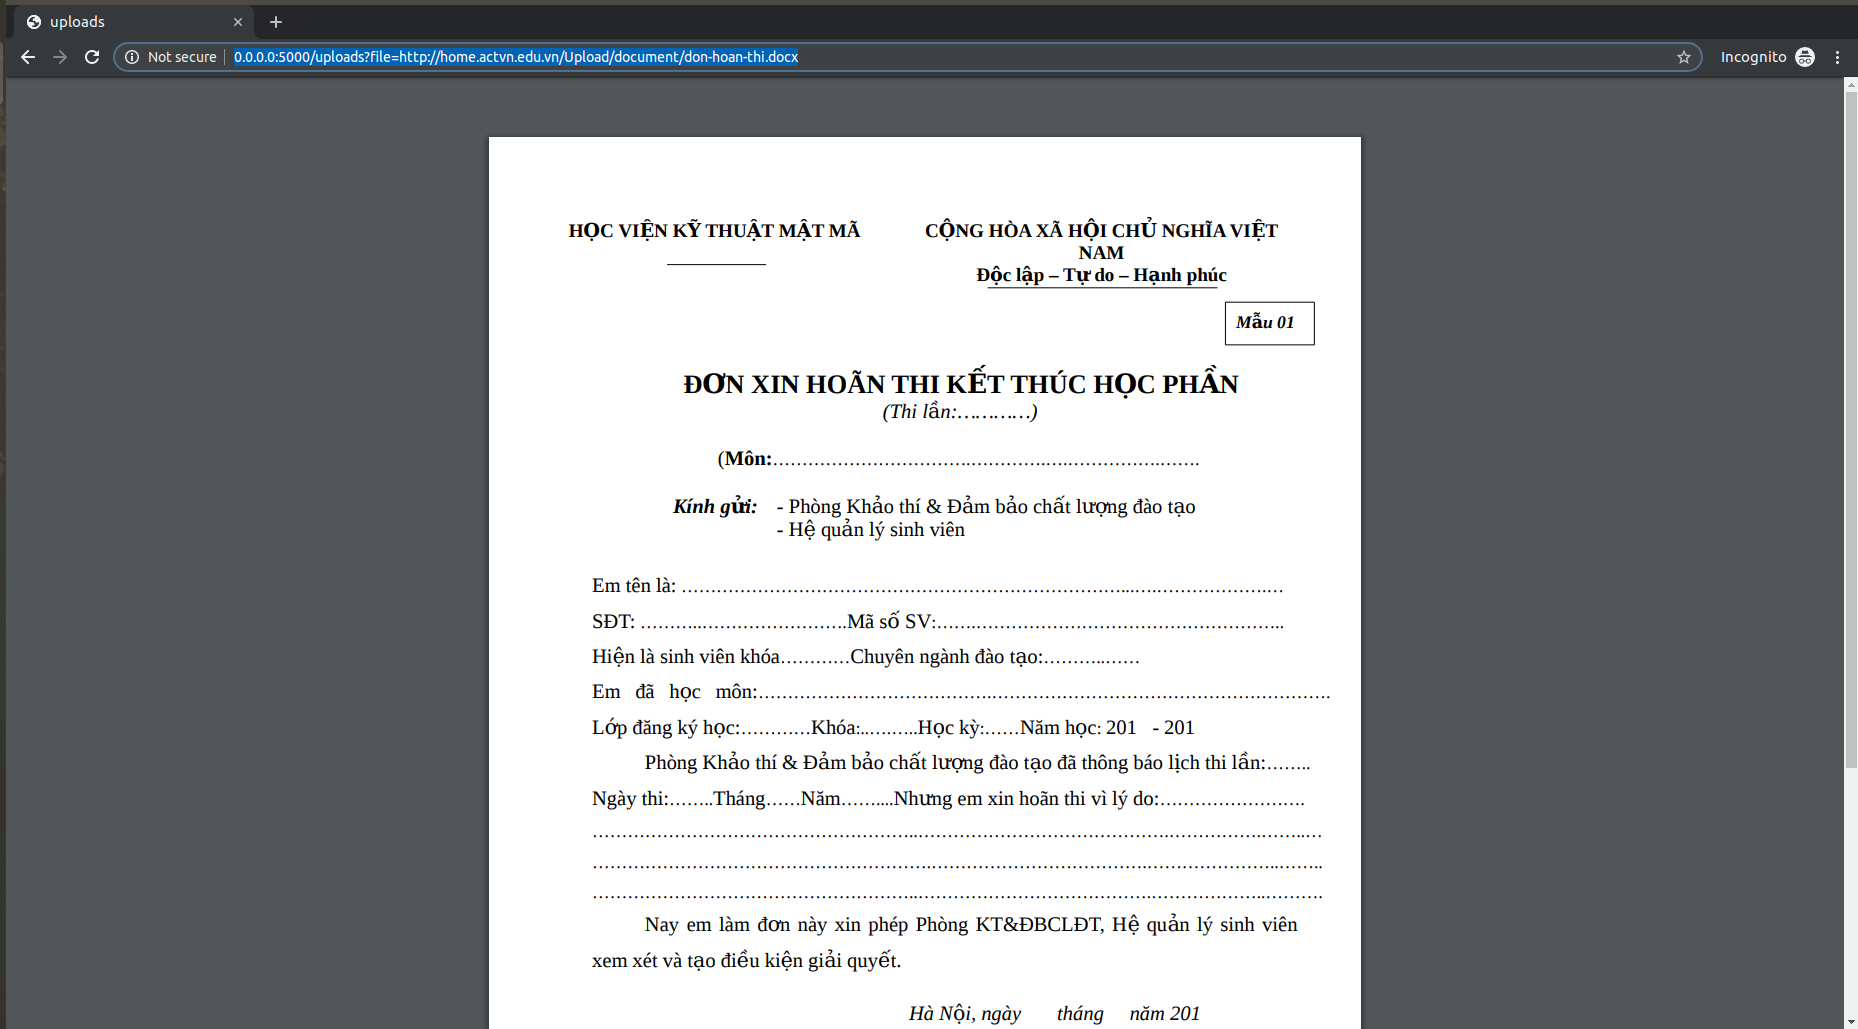 uploads
Not secure
0.0.0.0:5000/uploads?file=http://home.actvn.edu.vn/Upload/document/don-hoan-thi.docx
Incognito
HỌC VIỆN KỸ THUẬT MẬT MÃ
CỘNG HÒA XÃ HỘI CHỦ NGHĨA VIỆT
NAM
Độc lập – Tự do – Hạnh phúc
Mẫu 01
ĐƠN XIN HOÃN THI KẾT THÚC HỌC PHẦN
(Thi lần:…………)
(Môn:…………………………….………….….…………….…….
Kính gửi: - Phòng Khảo thí & Đảm bảo chất lượng đào tạo
- Hệ quản lý sinh viên
Em tên là: …………………………………………………………………...….……………….…
SĐT: ………..…………………….Mã số SV:…….……………………………………………..
Hiện là sinh viên khóa…………Chuyên ngành đào tạo:………..……
Em đã học môn:………………………………….………………………………………………….
Lớp đăng ký học:…………Khóa:..…..…..Học kỳ:……Năm học: 201 - 201
Phòng Khảo thí & Đảm bảo chất lượng đào tạo đã thông báo lịch thi lần:……..
Ngày thi:……..Tháng……Năm……....Nhưng em xin hoãn thi vì lý do:…………………….
………………………………………………..…………………………………….…………….……..…
………………………………………………….……………………………….…………………..……..
………………………………………………..………………………………….………………..……….
Nay em làm đơn này xin phép Phòng KT&ĐBCLĐT, Hệ quản lý sinh viên
xem xét và tạo điều kiện giải quyết.
Hà Nội, ngày tháng năm 201